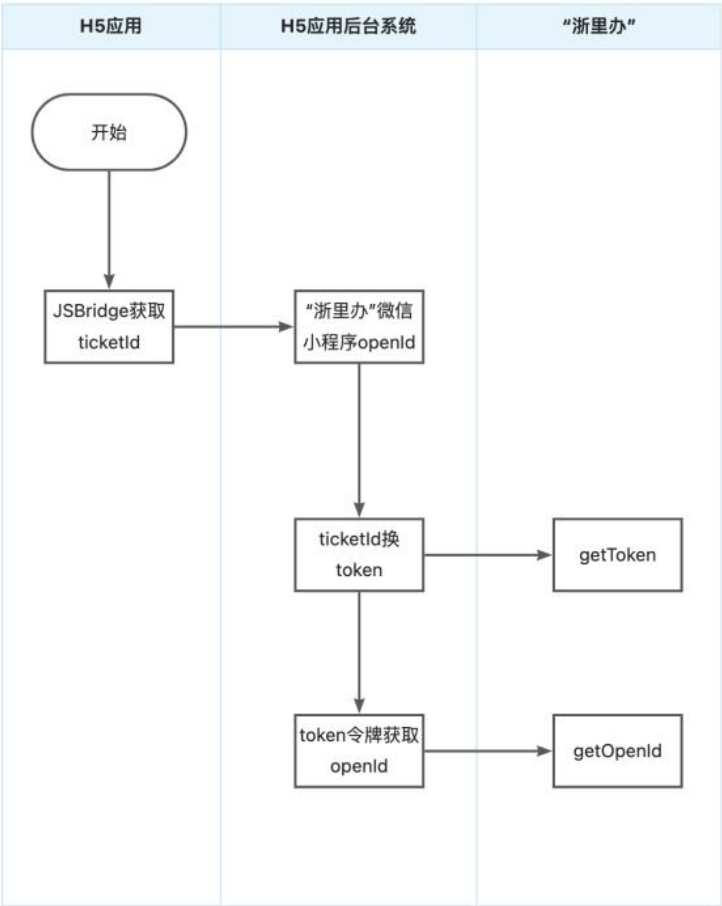 H5应用
H5应用后台系统
“浙里办”
开始
JSBridge获取
ticketId
“浙里办”微信
小程序openId
ticketId换
token
getToken
token令牌获取
openId
getOpenId